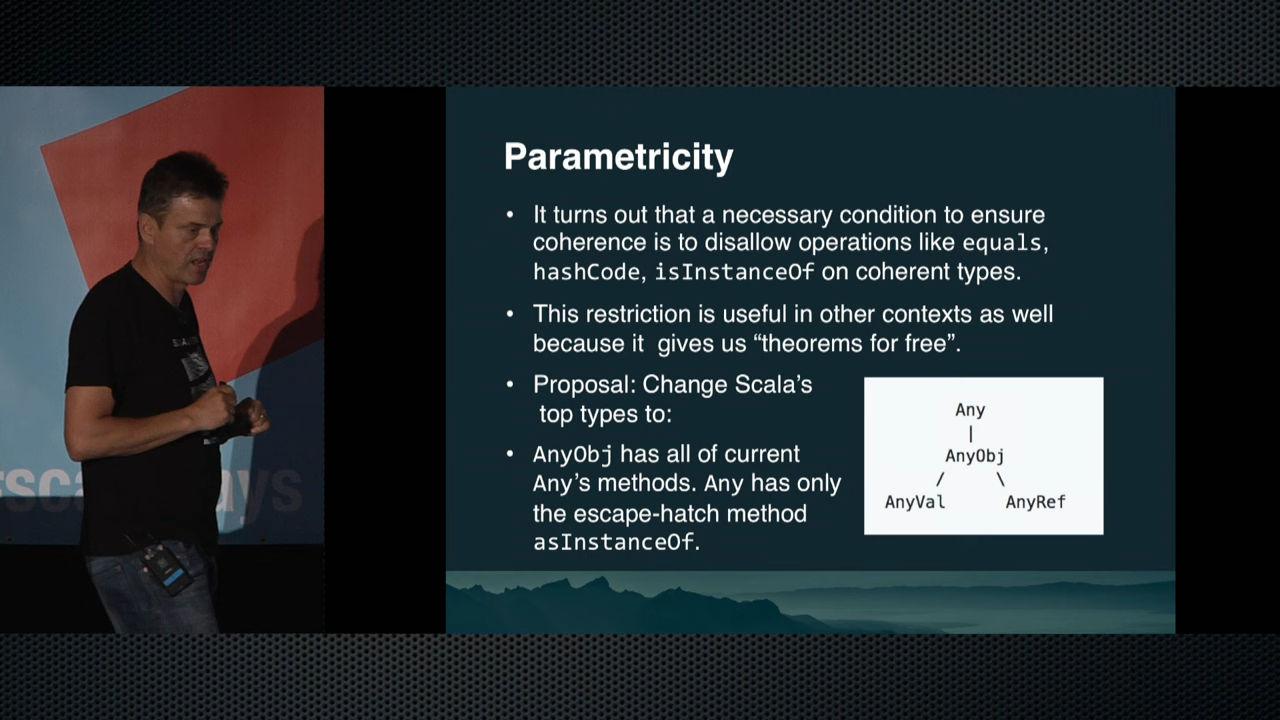 Parametricity
• It turns out that a necessary condition to ensure
coherence is to disallow operations like equals,
hashCode, isInstanceOf on coherent types.
• This restriction is useful in other contexts as well
because it gives us “theorems for free”.
• Proposal: Change Scala’s
top types to:
• AnyObj has all of current
Any’s methods. Any has only
the escape-hatch method
asInstanceOf.
Any
|
AnyObj
/ \
AnyVal AnyRef